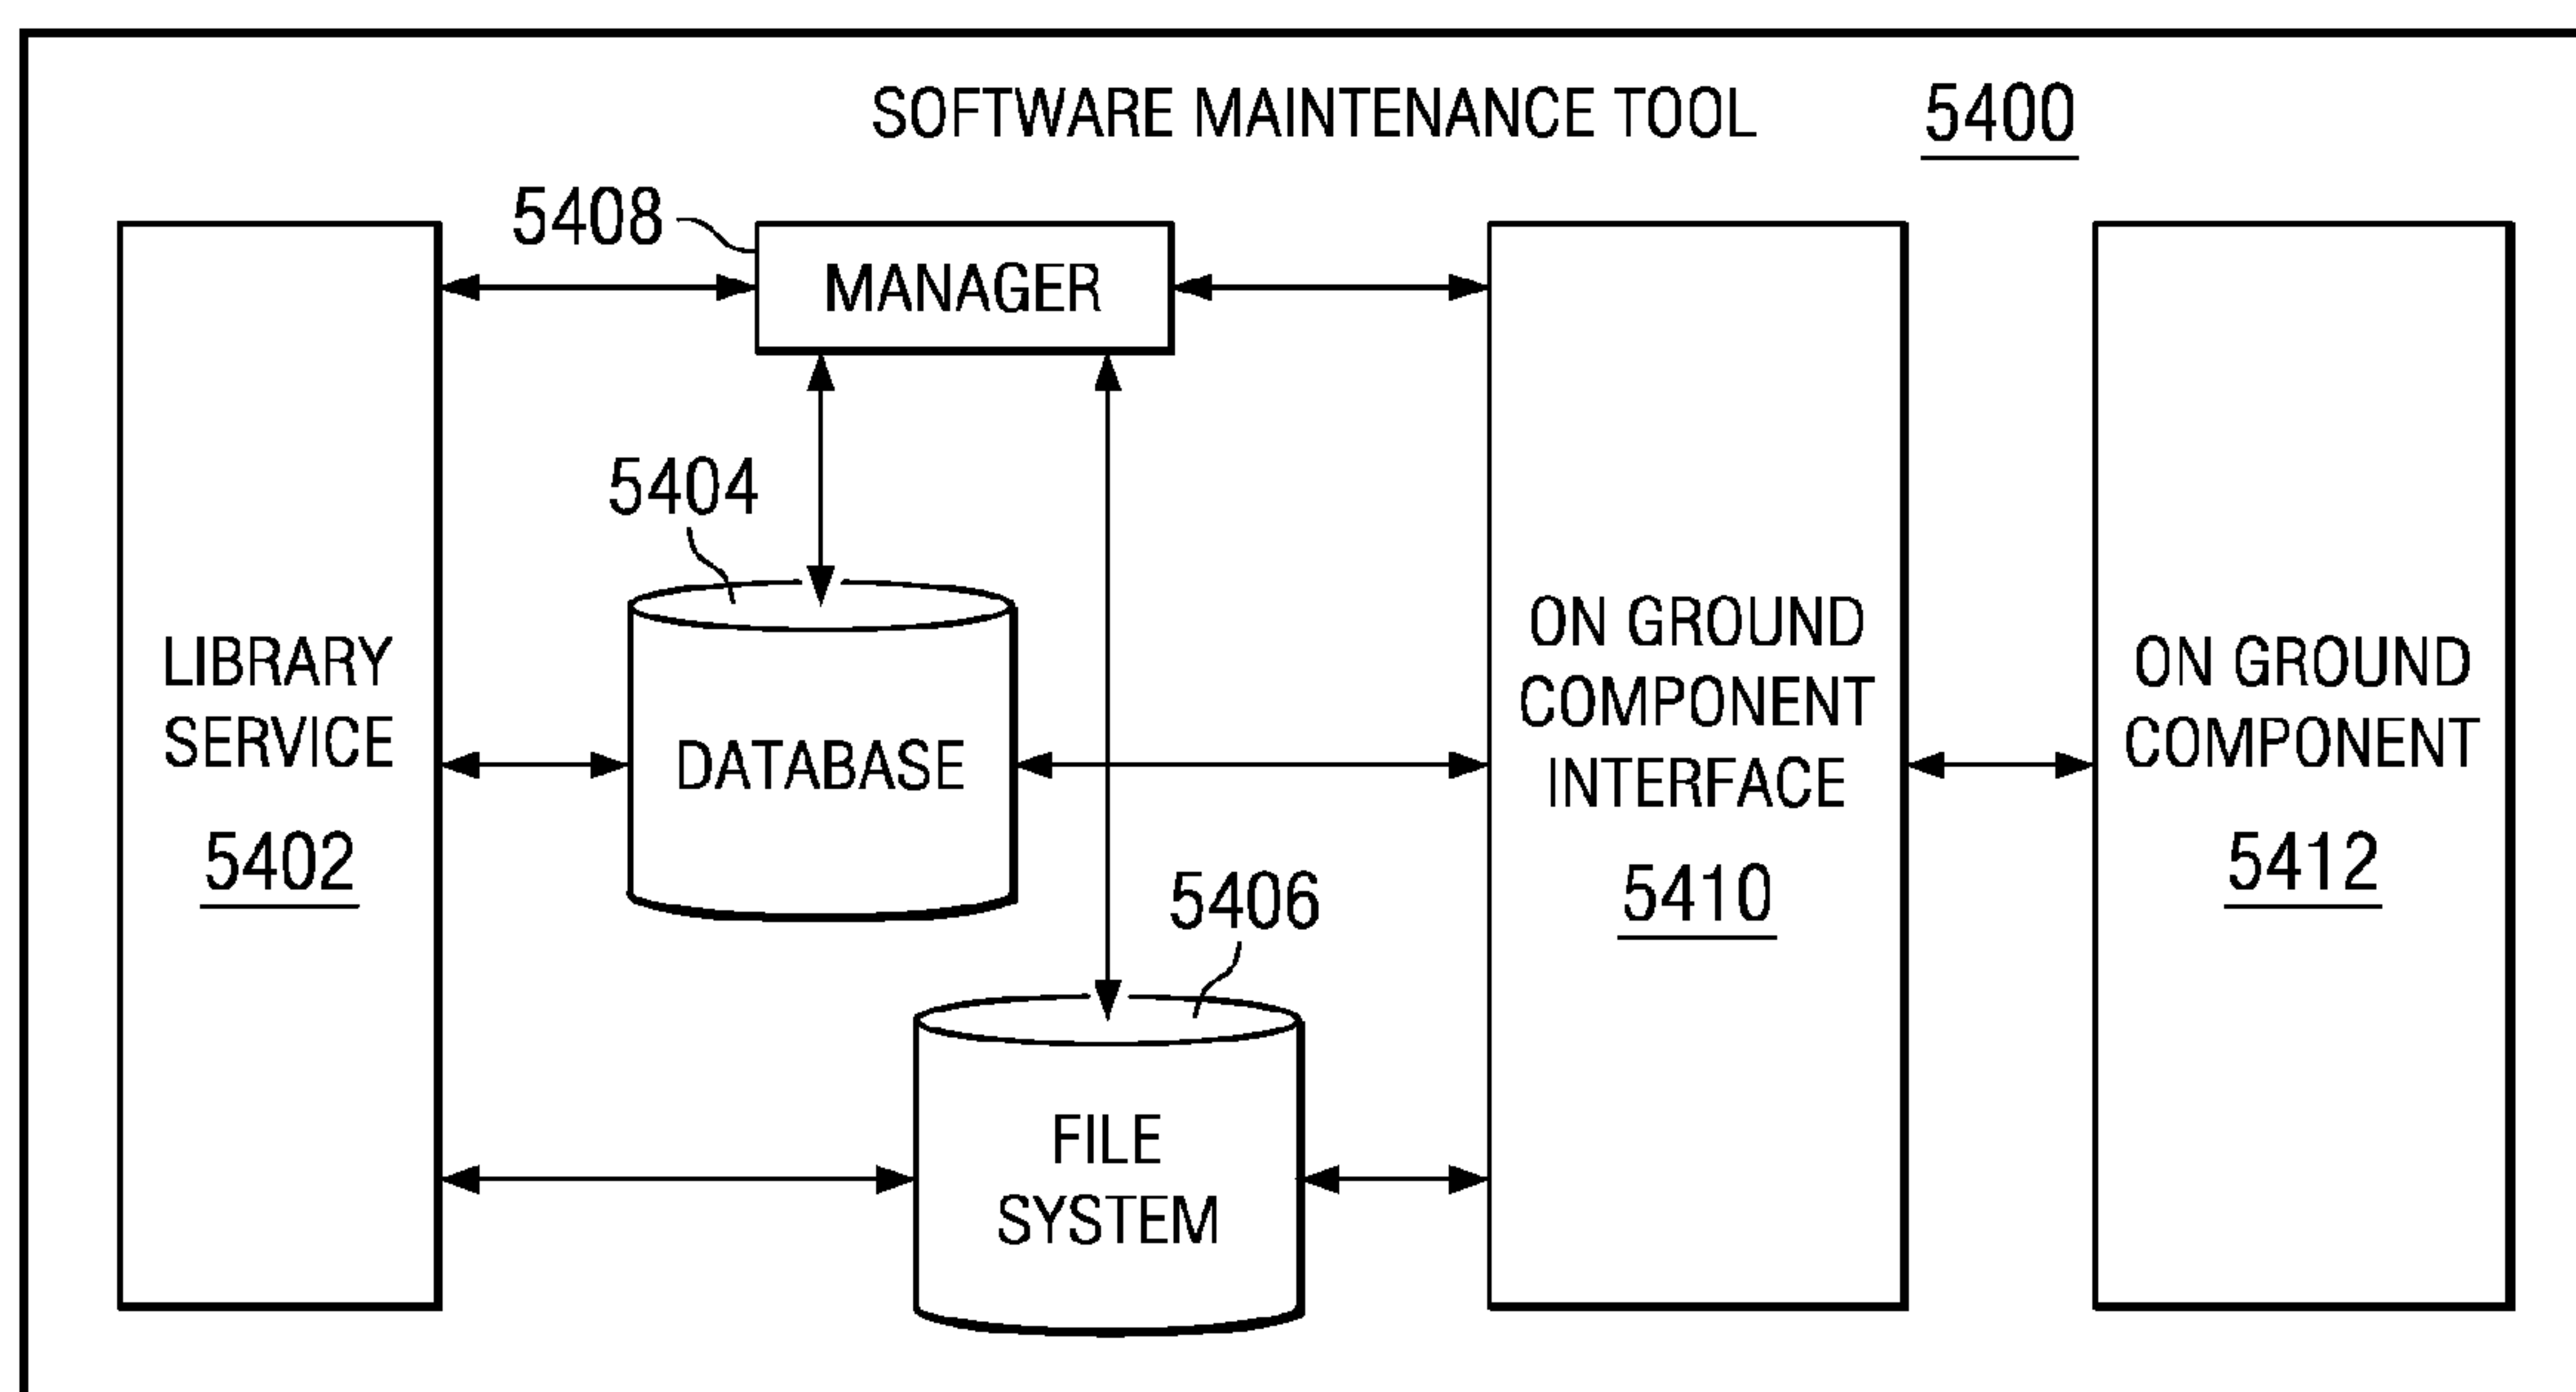 SOFTWARE MAINTENANCE TOOL 5400
5408
MANAGER
5404
LIBRARY
SERVICE
5402
DATABASE
5406
FILE
SYSTEM
ON GROUND
COMPONENT
INTERFACE
5410
ON GROUND
COMPONENT
5412